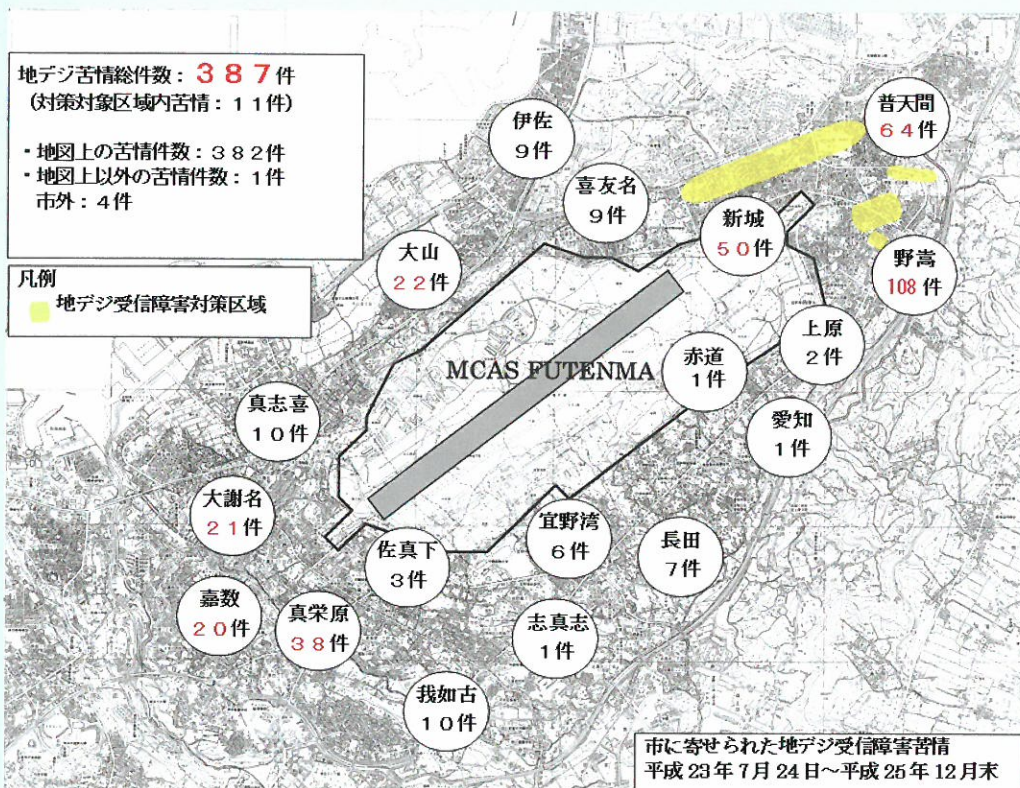 地デジ苦情総件数：３８７件
(対策対象区域内苦情：１１件)
・地図上の苦情件数：３８２件
・地図上以外の苦情件数：１件
市外：４件
凡例
地デジ受信障害対策区域
伊佐
９件
普天間
６４件
喜友名
９件
新城
５０件
大山
２２件
野嵩
108件
上原
２件
MCAS FUTENMA
赤道
１件
真志喜
１０件
愛知
１件
大謝名
２１件
佐真下
３件
宜野湾
６件
長田
７件
嘉数
２０件
真栄原
３８件
志真志
１件
我如古
１０件
市に寄せられた地デジ受信障害苦情
平成23年7月24日～平成25年12月末